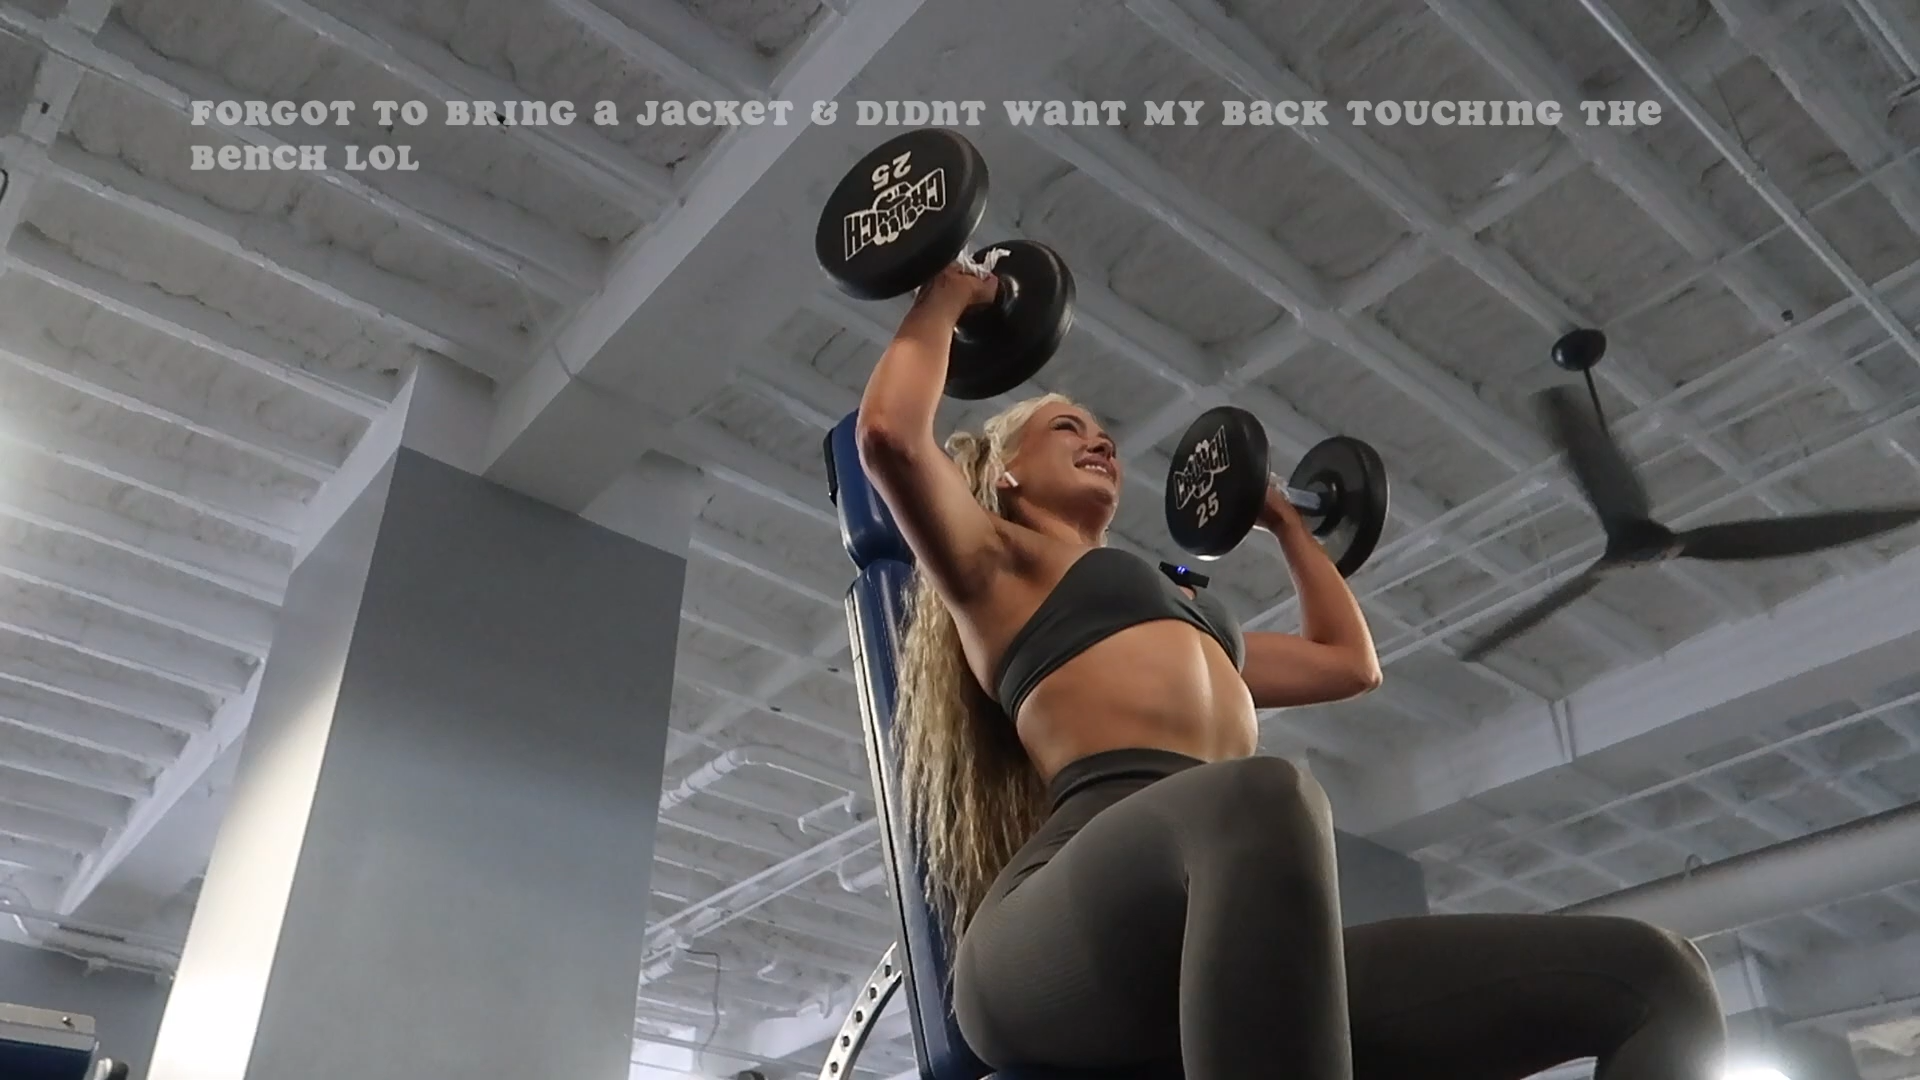 FORGOT TO BRING a JACKET & DIDNT WANT MY BACK TOUCHING THE
BENCH LOL
25
CRUNCH
CRUNCH
25